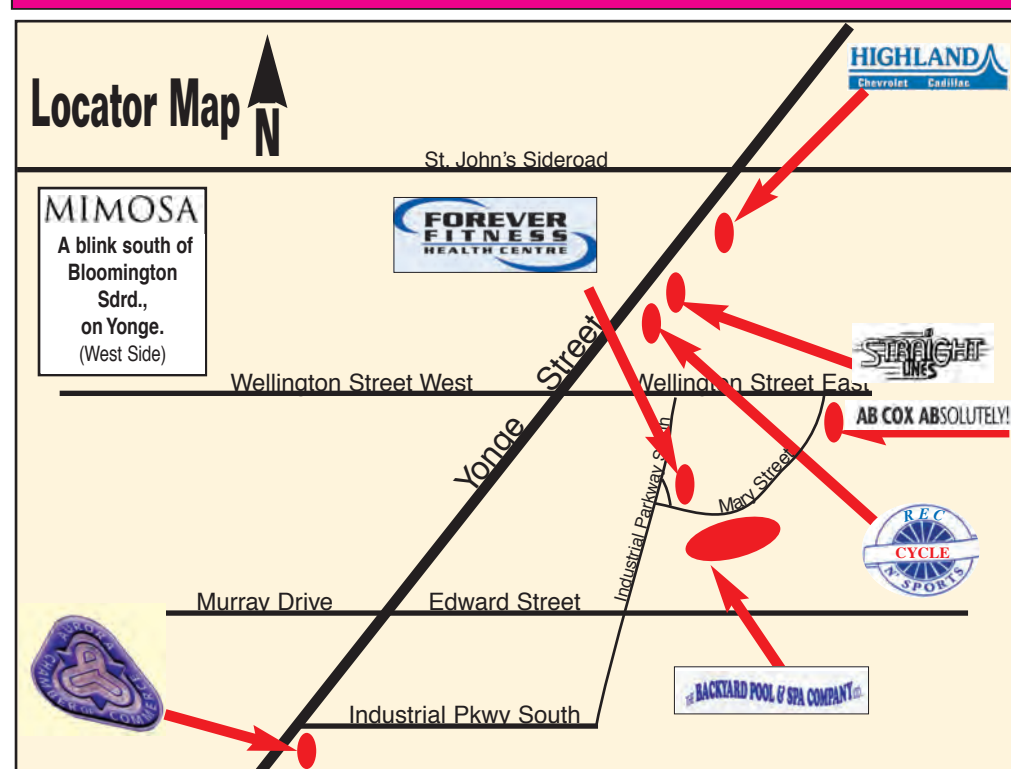 Locator Map
N
HIGHLAND
Chevrolet Cadillac
St. John's Sideroad
MIMOSA
A blink south of
Bloomington
Sdrd.,
on Yonge.
(West Side)
FOREVER
FITNESS
HEALTH CENTRE
STRAIGHT
LINES
Yonge Street
Wellington Street West
Wellington Street East
AB COX ABSOLUTELY!
Industrial Parkway
Mary Street
REC
CYCLE
N' SPORTS
Murray Drive
Edward Street
AURORA
CHAMBER OF COMMERCE
THE BACKYARD POOL & SPA COMPANY
Industrial Pkwy South